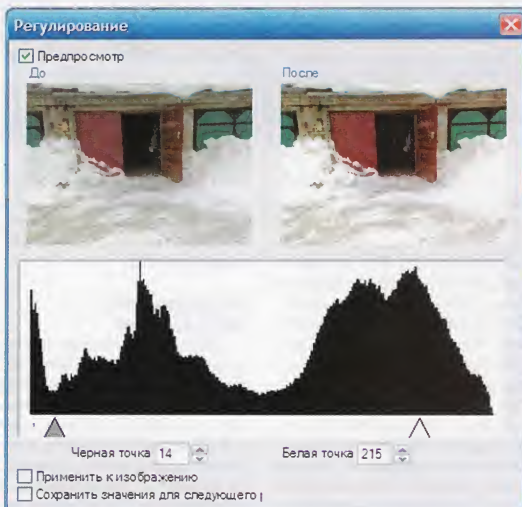 Регулирование
Предпросмотр
До
После
Черная точка 14
Белая точка 215
Применить к изображению
Сохранить значения для следующего